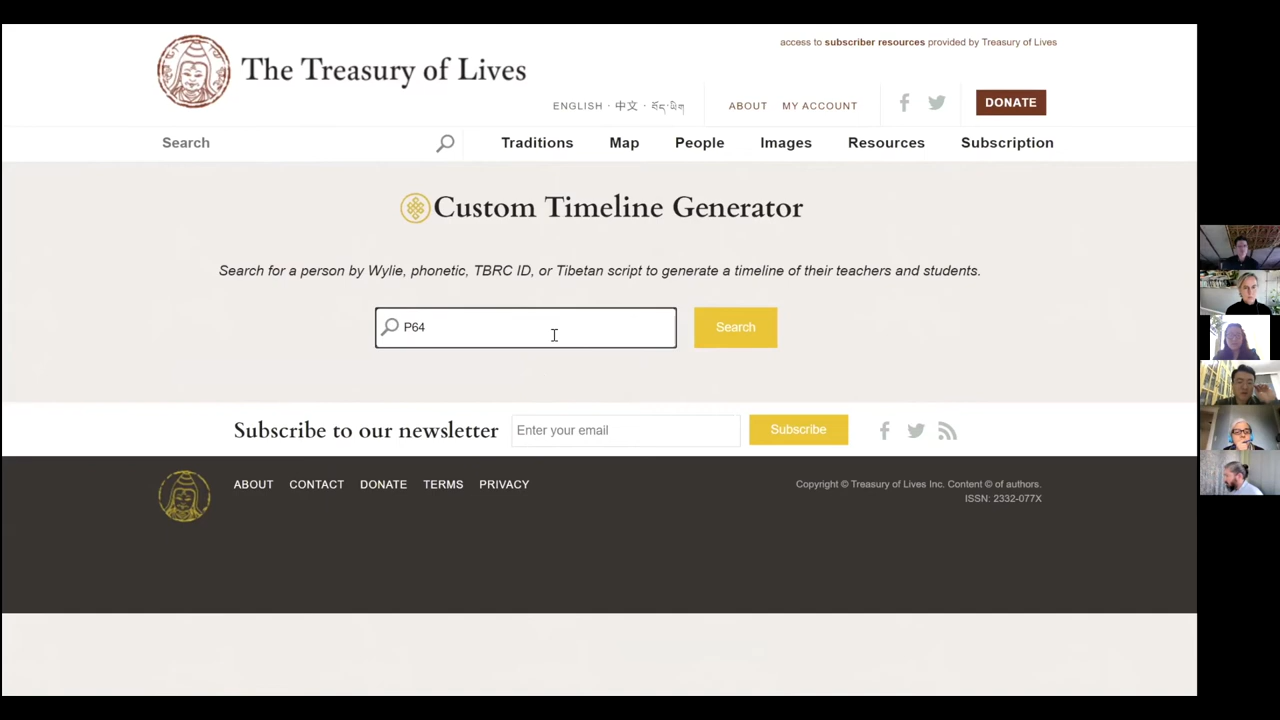 access to subscriber resources provided by Treasury of Lives
The Treasury of Lives
ENGLISH · 中文 · བོད་ཡིག
ABOUT MY ACCOUNT
DONATE
Search
Traditions Map People Images Resources Subscription
Custom Timeline Generator
Search for a person by Wylie, phonetic, TBRC ID, or Tibetan script to generate a timeline of their teachers and students.
P64
Search
Subscribe to our newsletter
Enter your email
Subscribe
ABOUT CONTACT DONATE TERMS PRIVACY
Copyright © Treasury of Lives Inc. Content © of authors.
ISSN: 2332-077X